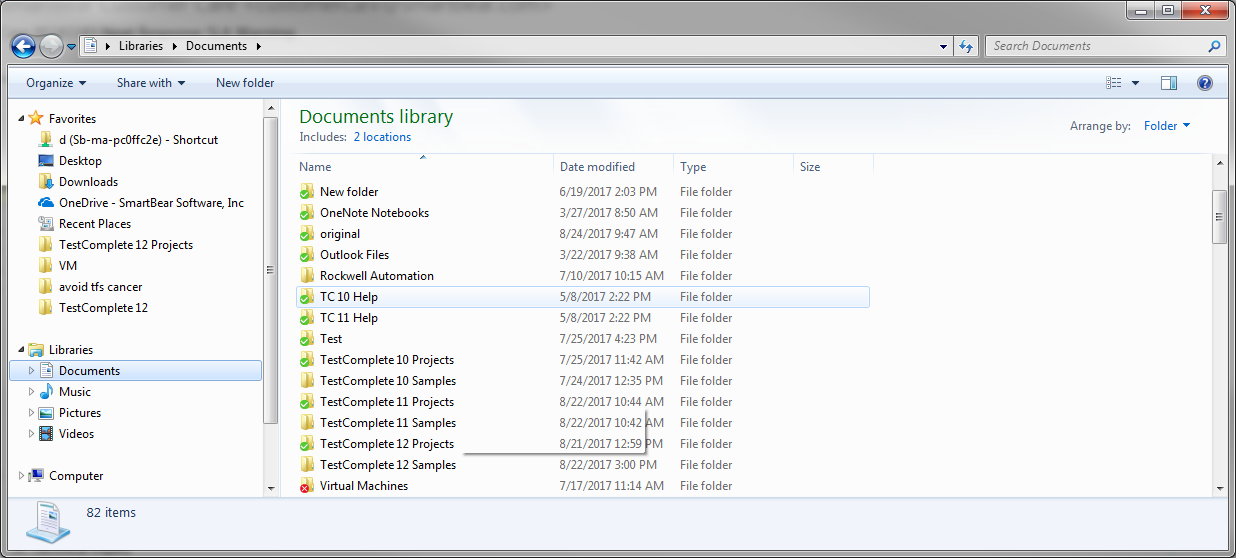 Libraries Documents
Search Documents
Organize Share with New folder
Favorites
d (Sb-ma-pc0ffc2e) - Shortcut
Desktop
Downloads
OneDrive - SmartBear Software, Inc
Recent Places
TestComplete 12 Projects
VM
avoid tfs cancer
TestComplete 12
Libraries
Documents
Music
Pictures
Videos
Computer
Documents library
Includes: 2 locations
Arrange by: Folder
Name Date modified Type Size
New folder 6/19/2017 2:03 PM File folder
OneNote Notebooks 3/27/2017 8:50 AM File folder
original 8/24/2017 9:47 AM File folder
Outlook Files 3/22/2017 9:38 AM File folder
Rockwell Automation 7/10/2017 10:15 AM File folder
TC 10 Help 5/8/2017 2:22 PM File folder
TC 11 Help 5/8/2017 2:22 PM File folder
Test 7/25/2017 4:23 PM File folder
TestComplete 10 Projects 7/25/2017 11:42 AM File folder
TestComplete 10 Samples 7/24/2017 12:35 PM File folder
TestComplete 11 Projects 8/22/2017 10:44 AM File folder
TestComplete 11 Samples 8/22/2017 10:42 AM File folder
TestComplete 12 Projects 8/21/2017 12:59 PM File folder
TestComplete 12 Samples 8/22/2017 3:00 PM File folder
Virtual Machines 7/17/2017 11:14 AM File folder
82 items